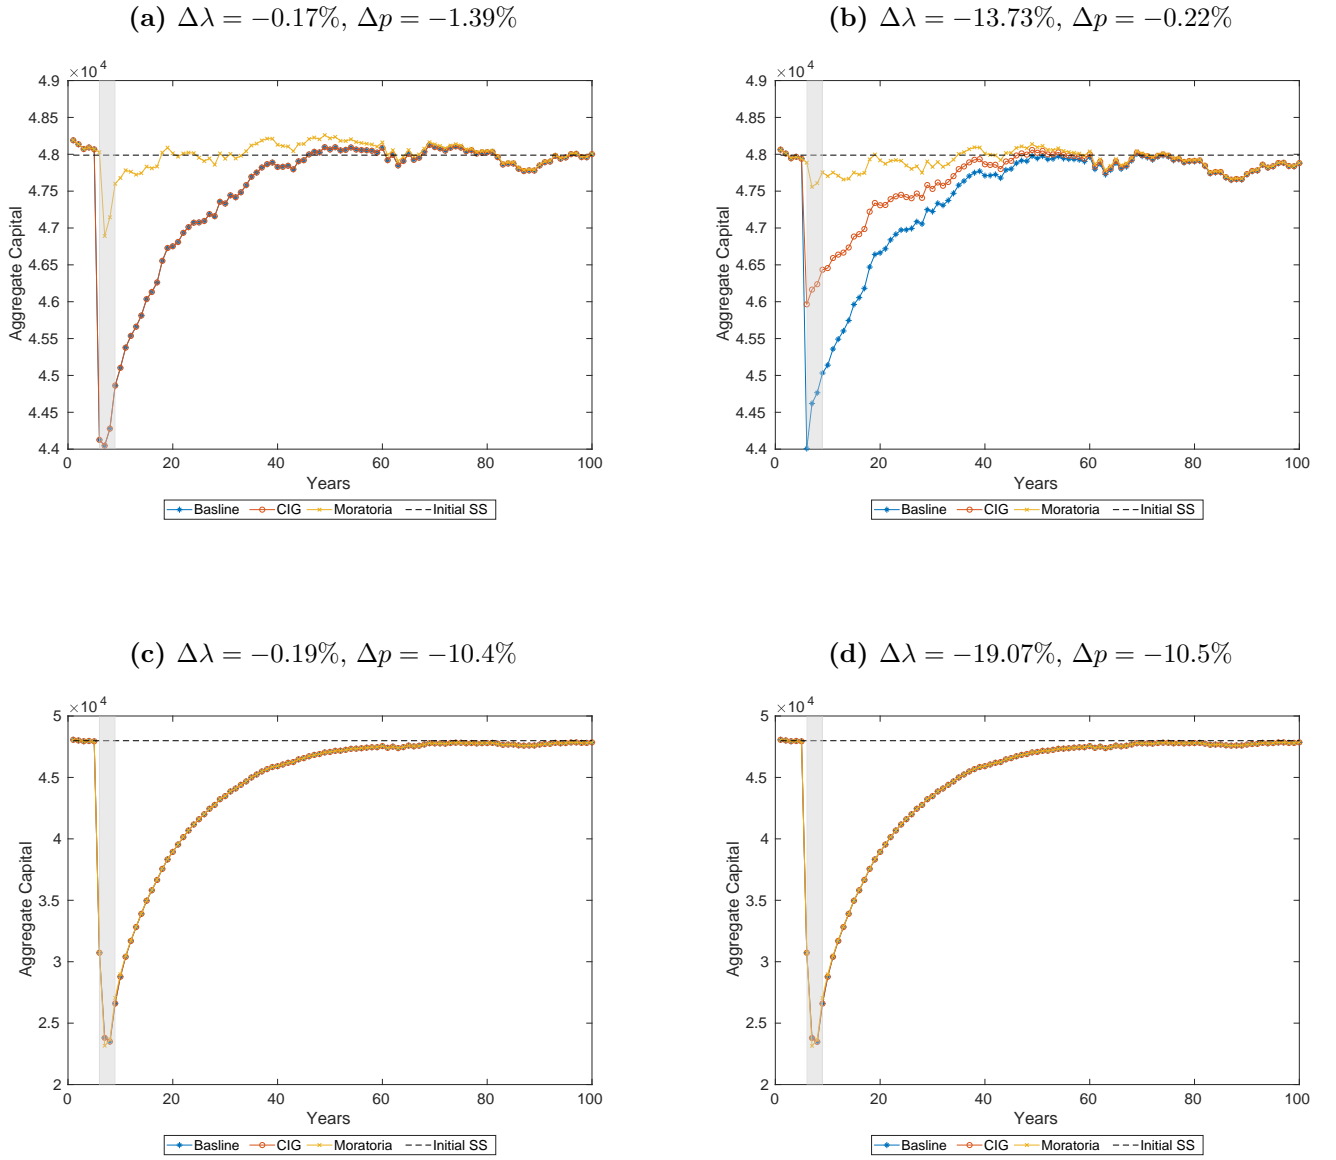 (a) Δλ = −0.17%, Δp = −1.39%
×10^4
4.9
4.85
4.8
4.75
4.7
4.65
4.6
4.55
4.5
4.45
4.4
Aggregate Capital
0 20 40 60 80 100
Years
Basline CIG Moratoria Initial SS
(b) Δλ = −13.73%, Δp = −0.22%
×10^4
4.9
4.85
4.8
4.75
4.7
4.65
4.6
4.55
4.5
4.45
4.4
Aggregate Capital
0 20 40 60 80 100
Years
Basline CIG Moratoria Initial SS
(c) Δλ = −0.19%, Δp = −10.4%
×10^4
5
4.5
4
3.5
3
2.5
2
Aggregate Capital
0 20 40 60 80 100
Years
Basline CIG Moratoria Initial SS
(d) Δλ = −19.07%, Δp = −10.5%
×10^4
5
4.5
4
3.5
3
2.5
2
Aggregate Capital
0 20 40 60 80 100
Years
Basline CIG Moratoria Initial SS